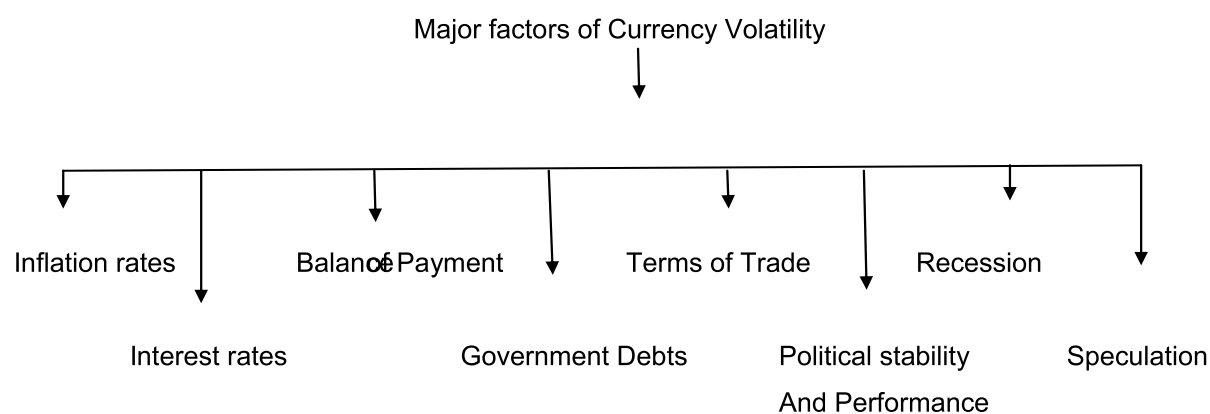 Major factors of Currency Volatility
Inflation rates
Balance of Payment
Terms of Trade
Recession
Interest rates
Government Debts
Political stability
And Performance
Speculation